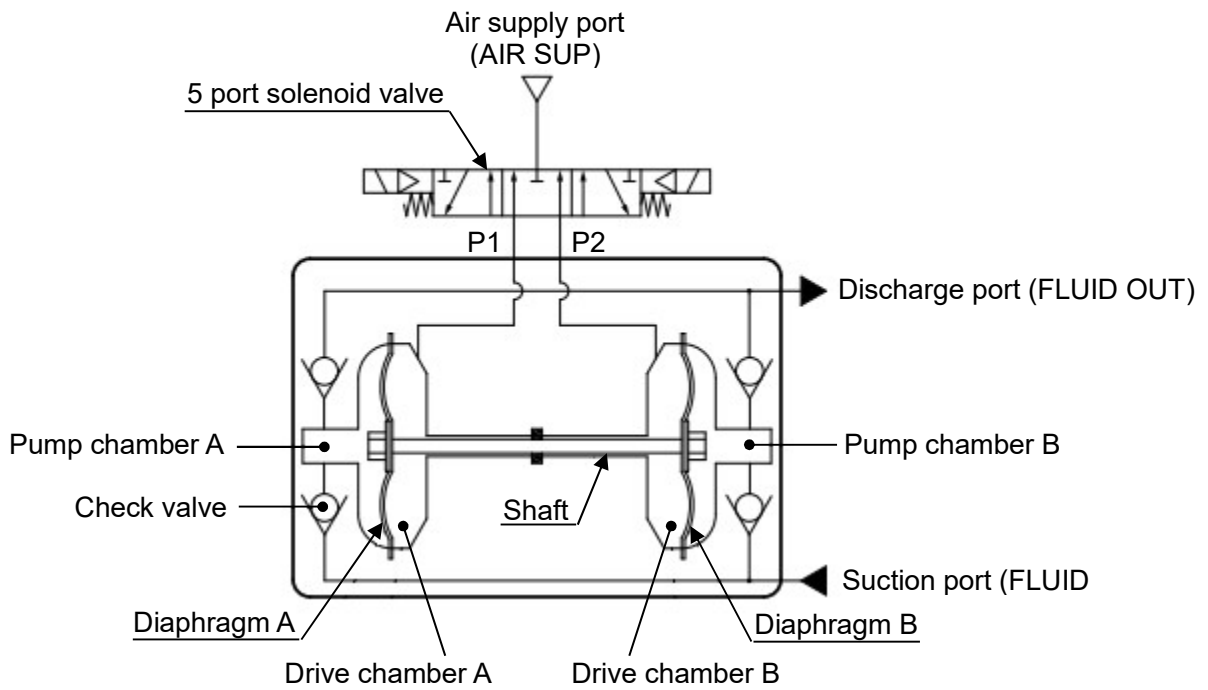 Air supply port
(AIR SUP)
5 port solenoid valve
P1
P2
Discharge port (FLUID OUT)
Pump chamber A
Pump chamber B
Check valve
Shaft
Suction port (FLUID
Diaphragm A
Diaphragm B
Drive chamber A
Drive chamber B